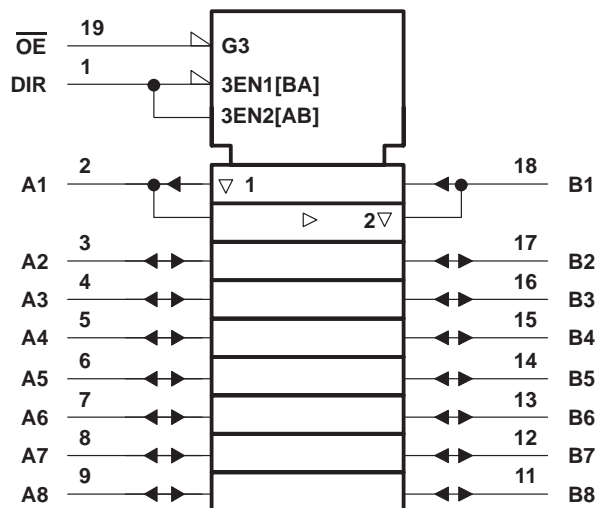 OE 19 G3
DIR 1 3EN1[BA]
3EN2[AB]
A1 2 ▽ 1 18 B1
▷ 2▽
A2 3 17 B2
A3 4 16 B3
A4 5 15 B4
A5 6 14 B5
A6 7 13 B6
A7 8 12 B7
A8 9 11 B8